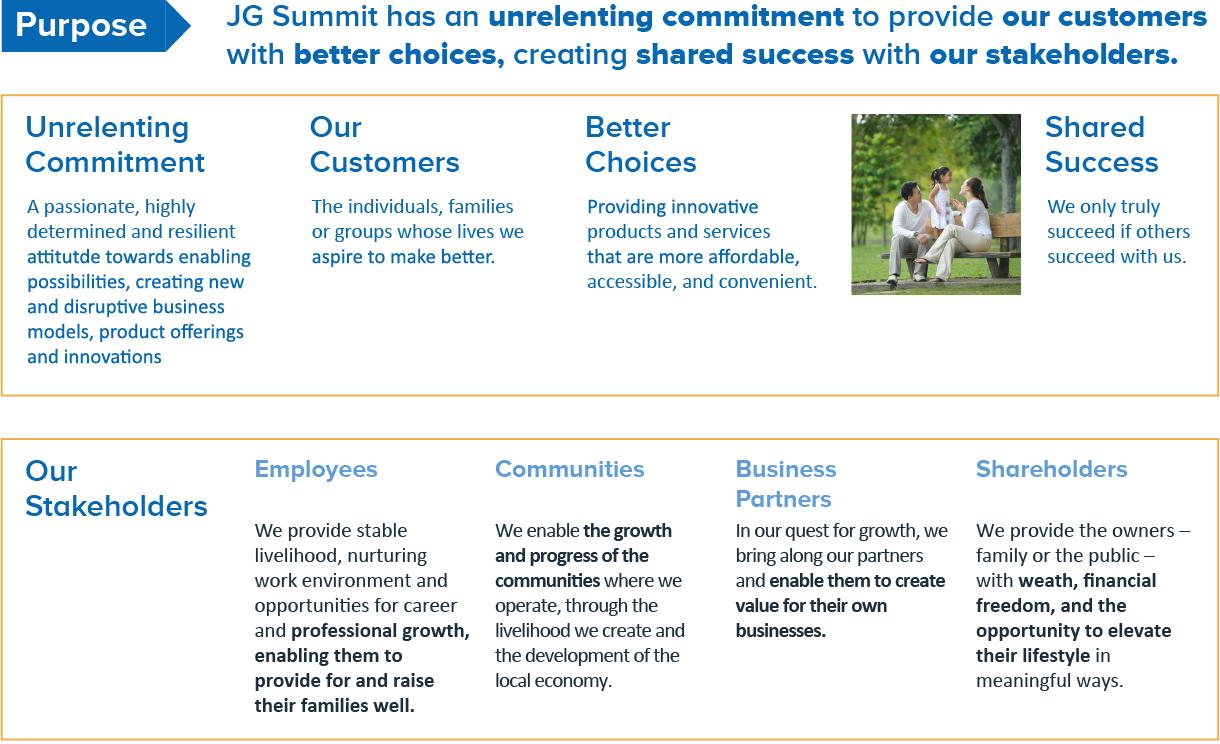 Purpose
JG Summit has an unrelenting commitment to provide our customers
with better choices, creating shared success with our stakeholders.
Unrelenting
Commitment
A passionate, highly
determined and resilient
attitutde towards enabling
possibilities, creating new
and disruptive business
models, product offerings
and innovations
Our
Customers
The individuals, families
or groups whose lives we
aspire to make better.
Better
Choices
Providing innovative
products and services
that are more affordable,
accessible, and convenient.
Shared
Success
We only truly
succeed if others
succeed with us.
Our
Stakeholders
Employees
We provide stable
livelihood, nurturing
work environment and
opportunities for career
and professional growth,
enabling them to
provide for and raise
their families well.
Communities
We enable the growth
and progress of the
communities where we
operate, through the
livelihood we create and
the development of the
local economy.
Business
Partners
In our quest for growth, we
bring along our partners
and enable them to create
value for their own
businesses.
Shareholders
We provide the owners –
family or the public –
with weath, financial
freedom, and the
opportunity to elevate
their lifestyle in
meaningful ways.